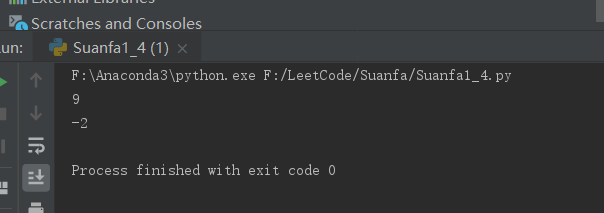 External Libraries
Scratches and Consoles
un:
Suanfa1_4 (1) ×
F:\Anaconda3\python.exe F:/LeetCode/Suanfa/Suanfa1_4.py
9
-2
Process finished with exit code 0